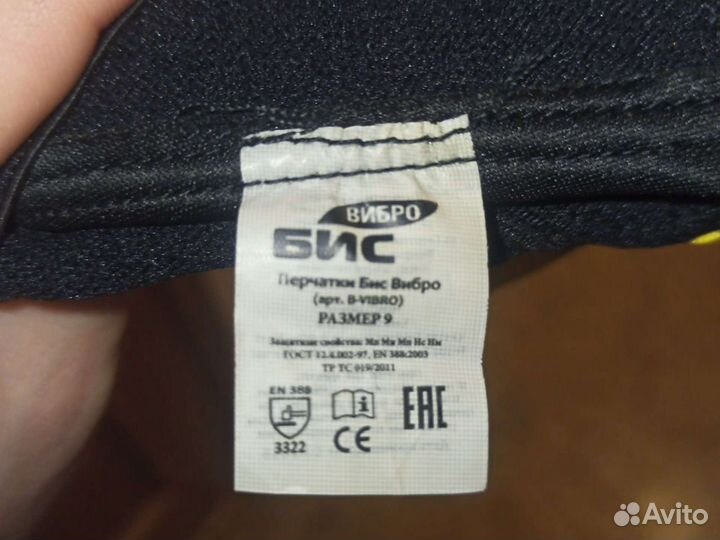 ВИБРО
БИС
Перчатки Бис Вибро
(арт. B-VIBRO)
РАЗМЕР 9
Защитные свойства: Мп Ми Мв Нс Нм
ГОСТ 12.4.002-97, EN 388:2003
ТР ТС 019/2011
EN 388
3322
i
CE
EAC
Avito